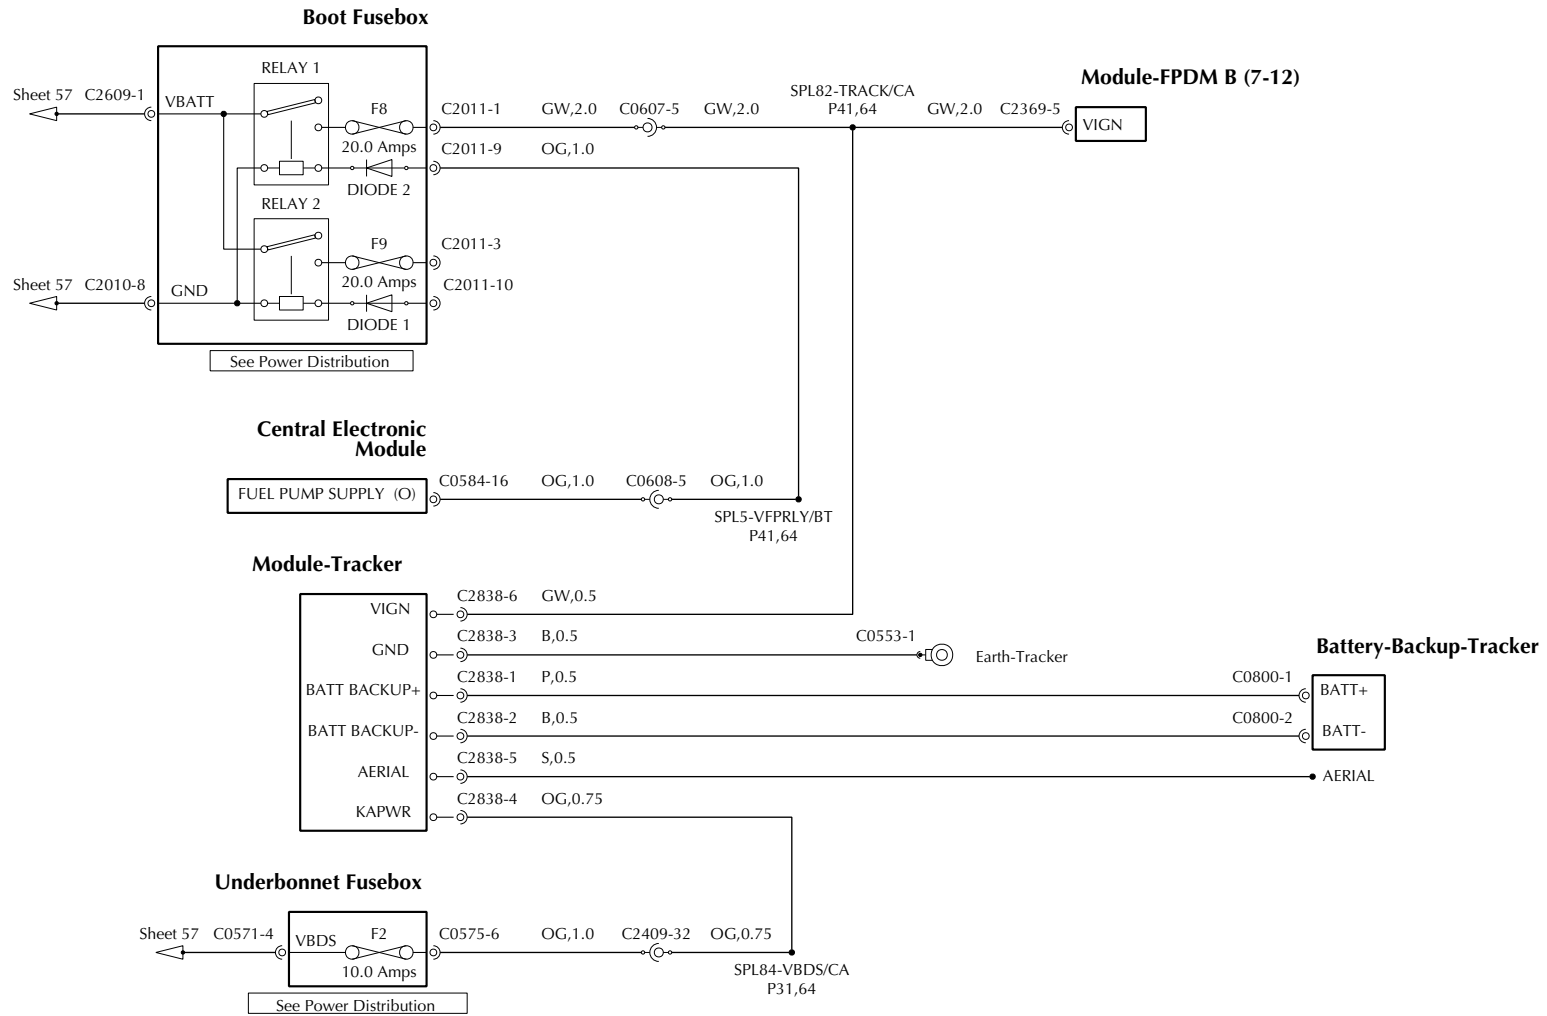 Boot Fusebox
RELAY 1
Sheet 57 C2609-1 VBATT
F8
20.0 Amps
DIODE 2
C2011-1 GW,2.0 C0607-5 GW,2.0
SPL82-TRACK/CA
P41,64
GW,2.0 C2369-5
Module-FPDM B (7-12)
VIGN
C2011-9 OG,1.0
RELAY 2
F9
20.0 Amps
DIODE 1
C2011-3
C2011-10
Sheet 57 C2010-8 GND
See Power Distribution
Central Electronic
Module
FUEL PUMP SUPPLY (O)
C0584-16 OG,1.0 C0608-5 OG,1.0
SPL5-VFPRLY/BT
P41,64
Module-Tracker
VIGN C2838-6 GW,0.5
GND C2838-3 B,0.5 C0553-1 Earth-Tracker
Battery-Backup-Tracker
BATT BACKUP+ C2838-1 P,0.5 C0800-1 BATT+
BATT BACKUP- C2838-2 B,0.5 C0800-2 BATT-
AERIAL C2838-5 S,0.5 AERIAL
KAPWR C2838-4 OG,0.75
Underbonnet Fusebox
Sheet 57 C0571-4 VBDS F2
10.0 Amps
C0575-6 OG,1.0 C2409-32 OG,0.75
SPL84-VBDS/CA
P31,64
See Power Distribution